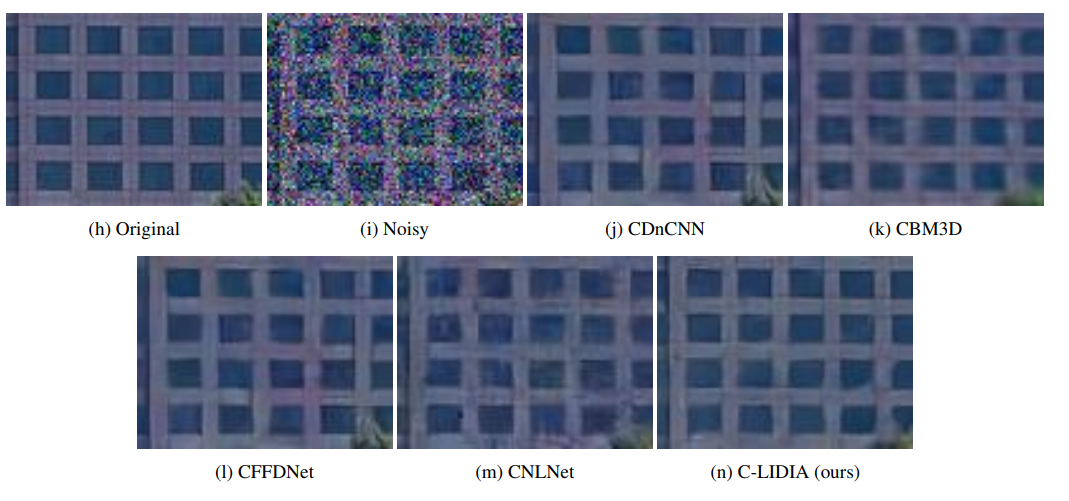 (h) Original
(i) Noisy
(j) CDnCNN
(k) CBM3D
(l) CFFDNet
(m) CNLNet
(n) C-LIDIA (ours)